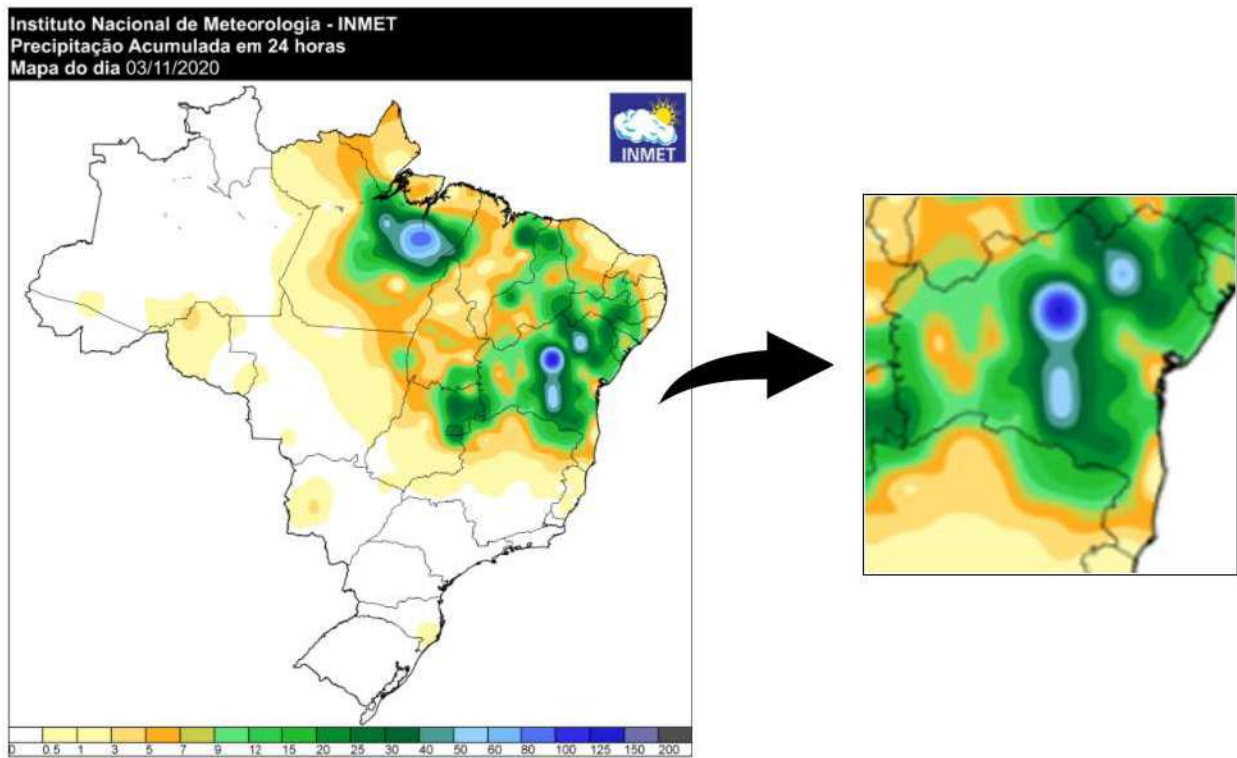 Instituto Nacional de Meteorologia - INMET
Precipitação Acumulada em 24 horas
Mapa do dia 03/11/2020
INMET
0 0.5 1 3 5 7 9 12 15 20 25 30 40 50 60 80 100 125 150 200